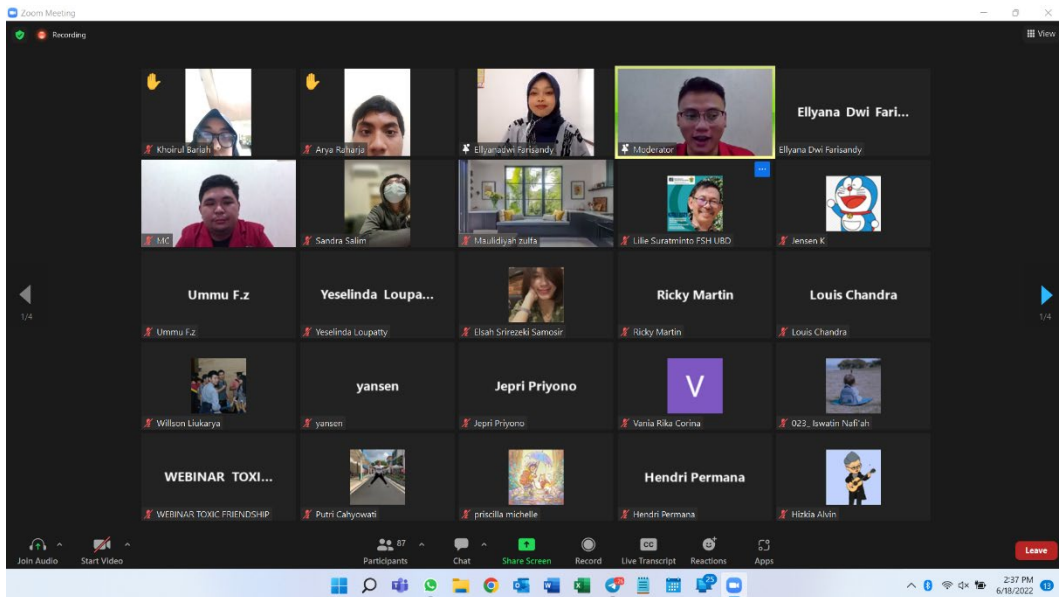 Zoom Meeting
Recording
View
Khoirul Bariah
Arya Raharja
Ellyanadwi Farisandy
Moderator
Ellyana Dwi Fari...
Ellyana Dwi Farisandy
MC
Sandra Salim
Maulidiyah zulfa
Lilie Suratminto FSH UBD
Jensen K
1/4
1/4
Ummu F.z
Yeselinda Loupa...
Ricky Martin
Louis Chandra
Ummu F.z
Yeselinda Loupatty
Elsah Srirezeki Samosir
Ricky Martin
Louis Chandra
yansen
Jepri Priyono
V
Willson Liukarya
yansen
Jepri Priyono
Vania Rika Corina
023_ Iswatin Nafi'ah
WEBINAR TOXI...
Hendri Permana
WEBINAR TOXIC FRIENDSHIP
Putri Cahyowati
priscilla michelle
Hendri Permana
Hizkia Alvin
87
CC
Join Audio
Start Video
Participants
Chat
Share Screen
Record
Live Transcript
Reactions
Apps
Leave
25
2:37 PM
6/18/2022
13